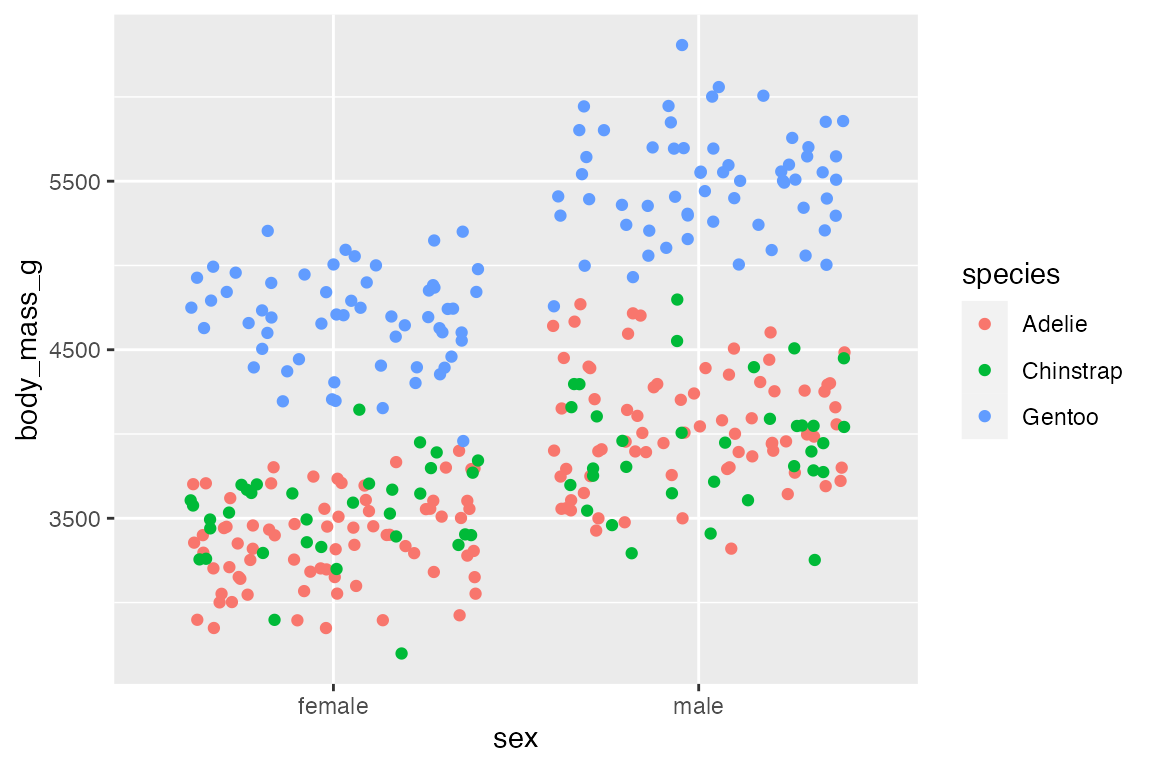 body_mass_g
5500
4500
3500
female
male
sex
species
Adelie
Chinstrap
Gentoo